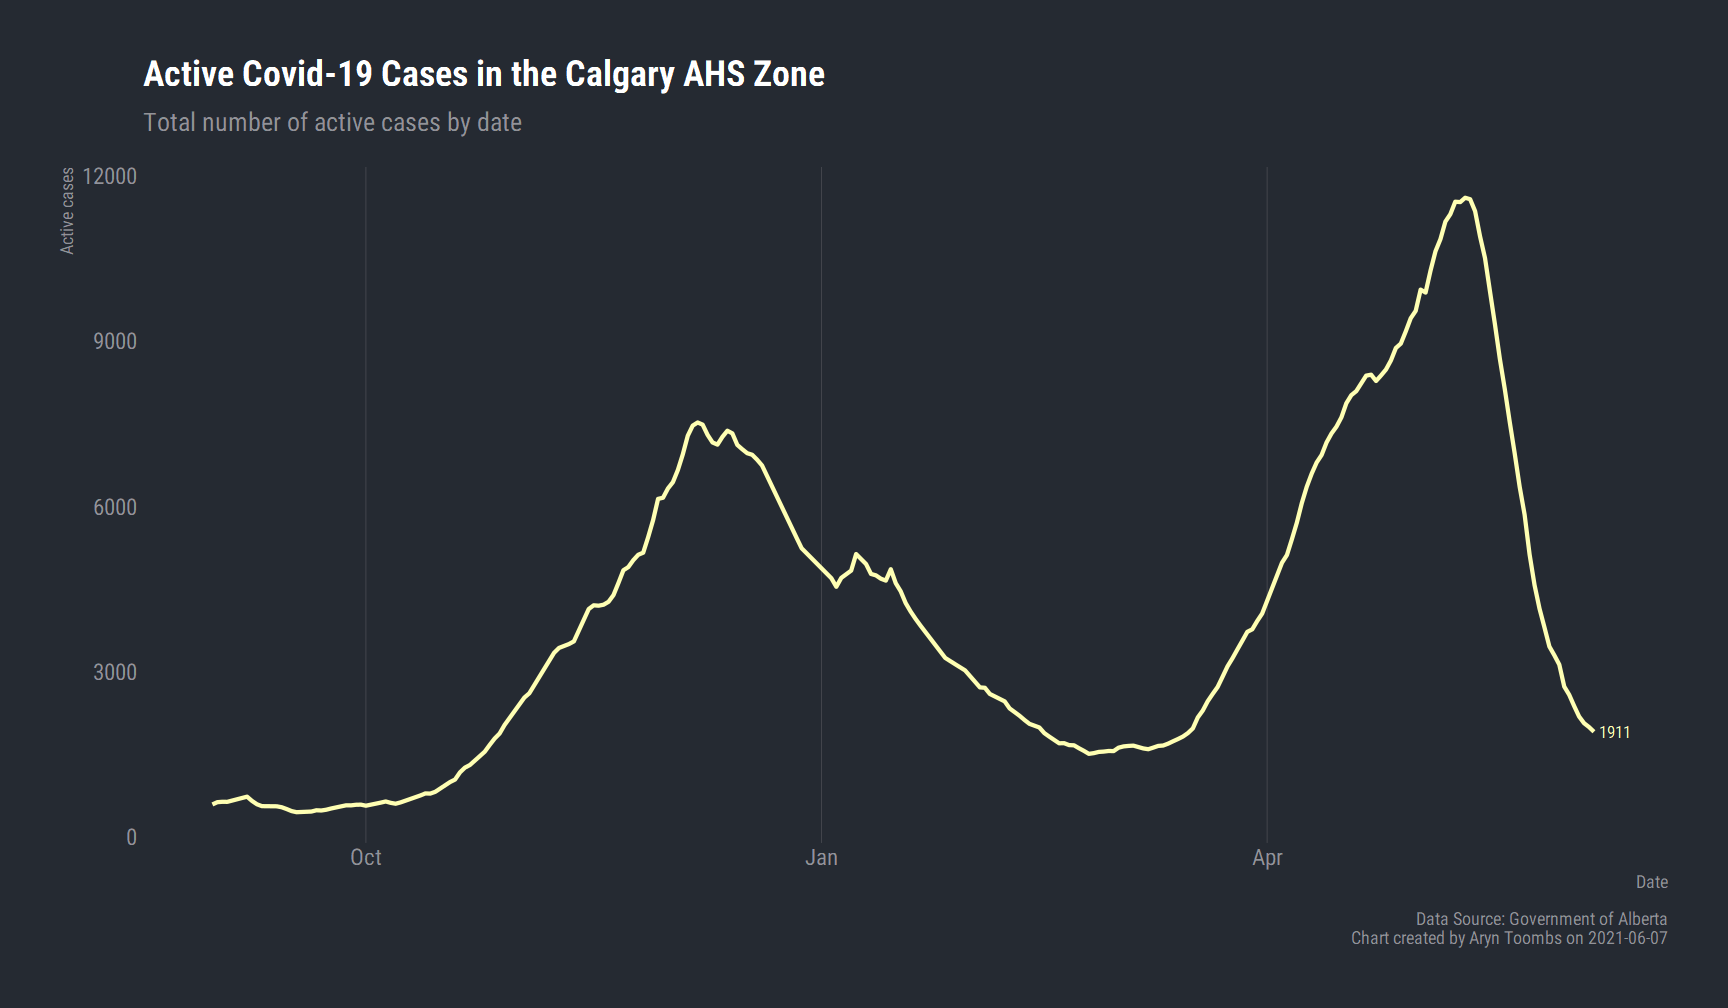 Active Covid-19 Cases in the Calgary AHS Zone
Total number of active cases by date
Active cases
12000
9000
6000
3000
0
1911
Oct
Jan
Apr
Date
Data Source: Government of Alberta
Chart created by Aryn Toombs on 2021-06-07